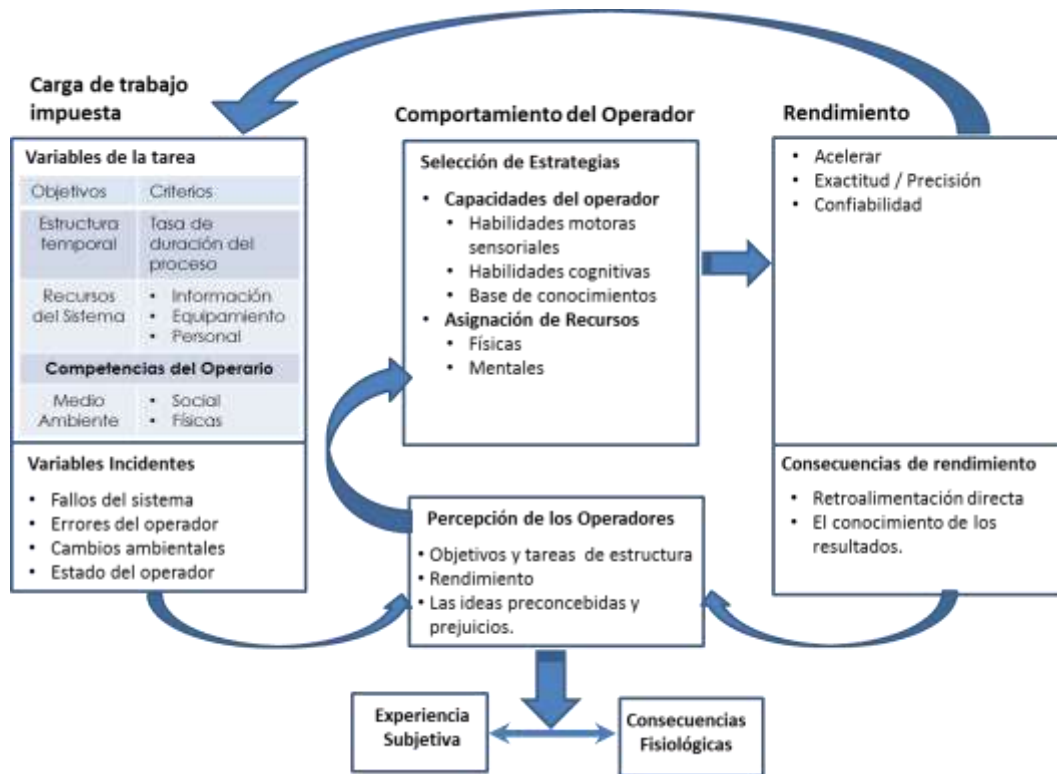 Carga de trabajo
impuesta
Variables de la tarea
Objetivos Criterios
Estructura
temporal
Tasa de
duración del
proceso
Recursos
del Sistema
• Información
• Equipamiento
• Personal
Competencias del Operario
Medio
Ambiente
• Social
• Físicas
Variables Incidentes
• Fallos del sistema
• Errores del operador
• Cambios ambientales
• Estado del operador
Comportamiento del Operador
Selección de Estrategias
• Capacidades del operador
• Habilidades motoras
sensoriales
• Habilidades cognitivas
• Base de conocimientos
• Asignación de Recursos
• Físicas
• Mentales
Percepción de los Operadores
• Objetivos y tareas de estructura
• Rendimiento
• Las ideas preconcebidas y
prejuicios.
Rendimiento
• Acelerar
• Exactitud / Precisión
• Confiabilidad
Consecuencias de rendimiento
• Retroalimentación directa
• El conocimiento de los
resultados.
Experiencia
Subjetiva
Consecuencias
Fisiológicas